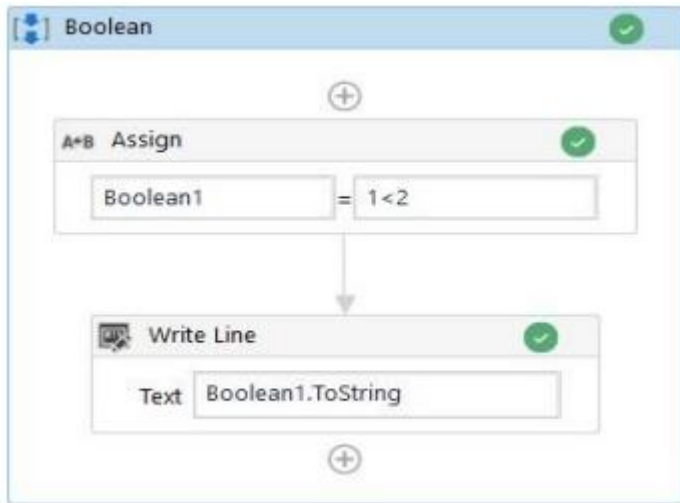 Boolean
A+B Assign
Boolean1 = 1<2
Write Line
Text Boolean1.ToString